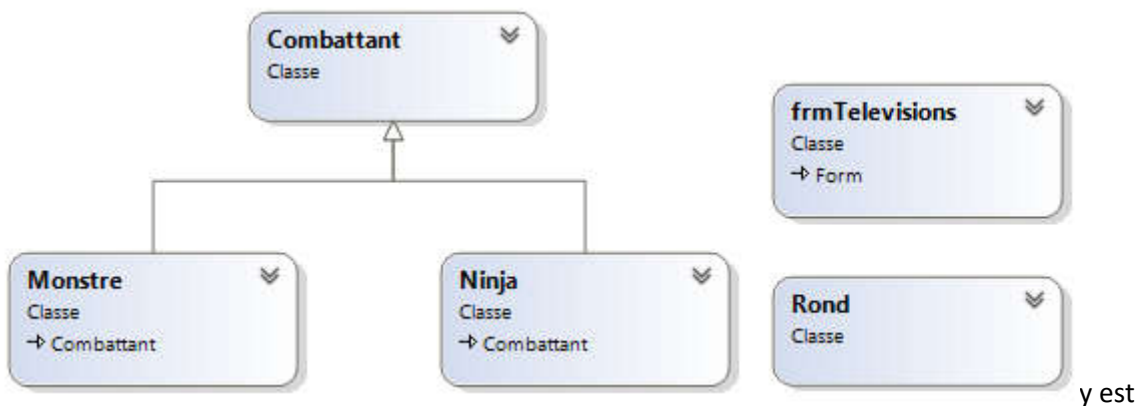 Combattant
Classe
frmTelevisions
Classe
Form
Monstre
Classe
Combattant
Ninja
Classe
Combattant
Rond
Classe
y est